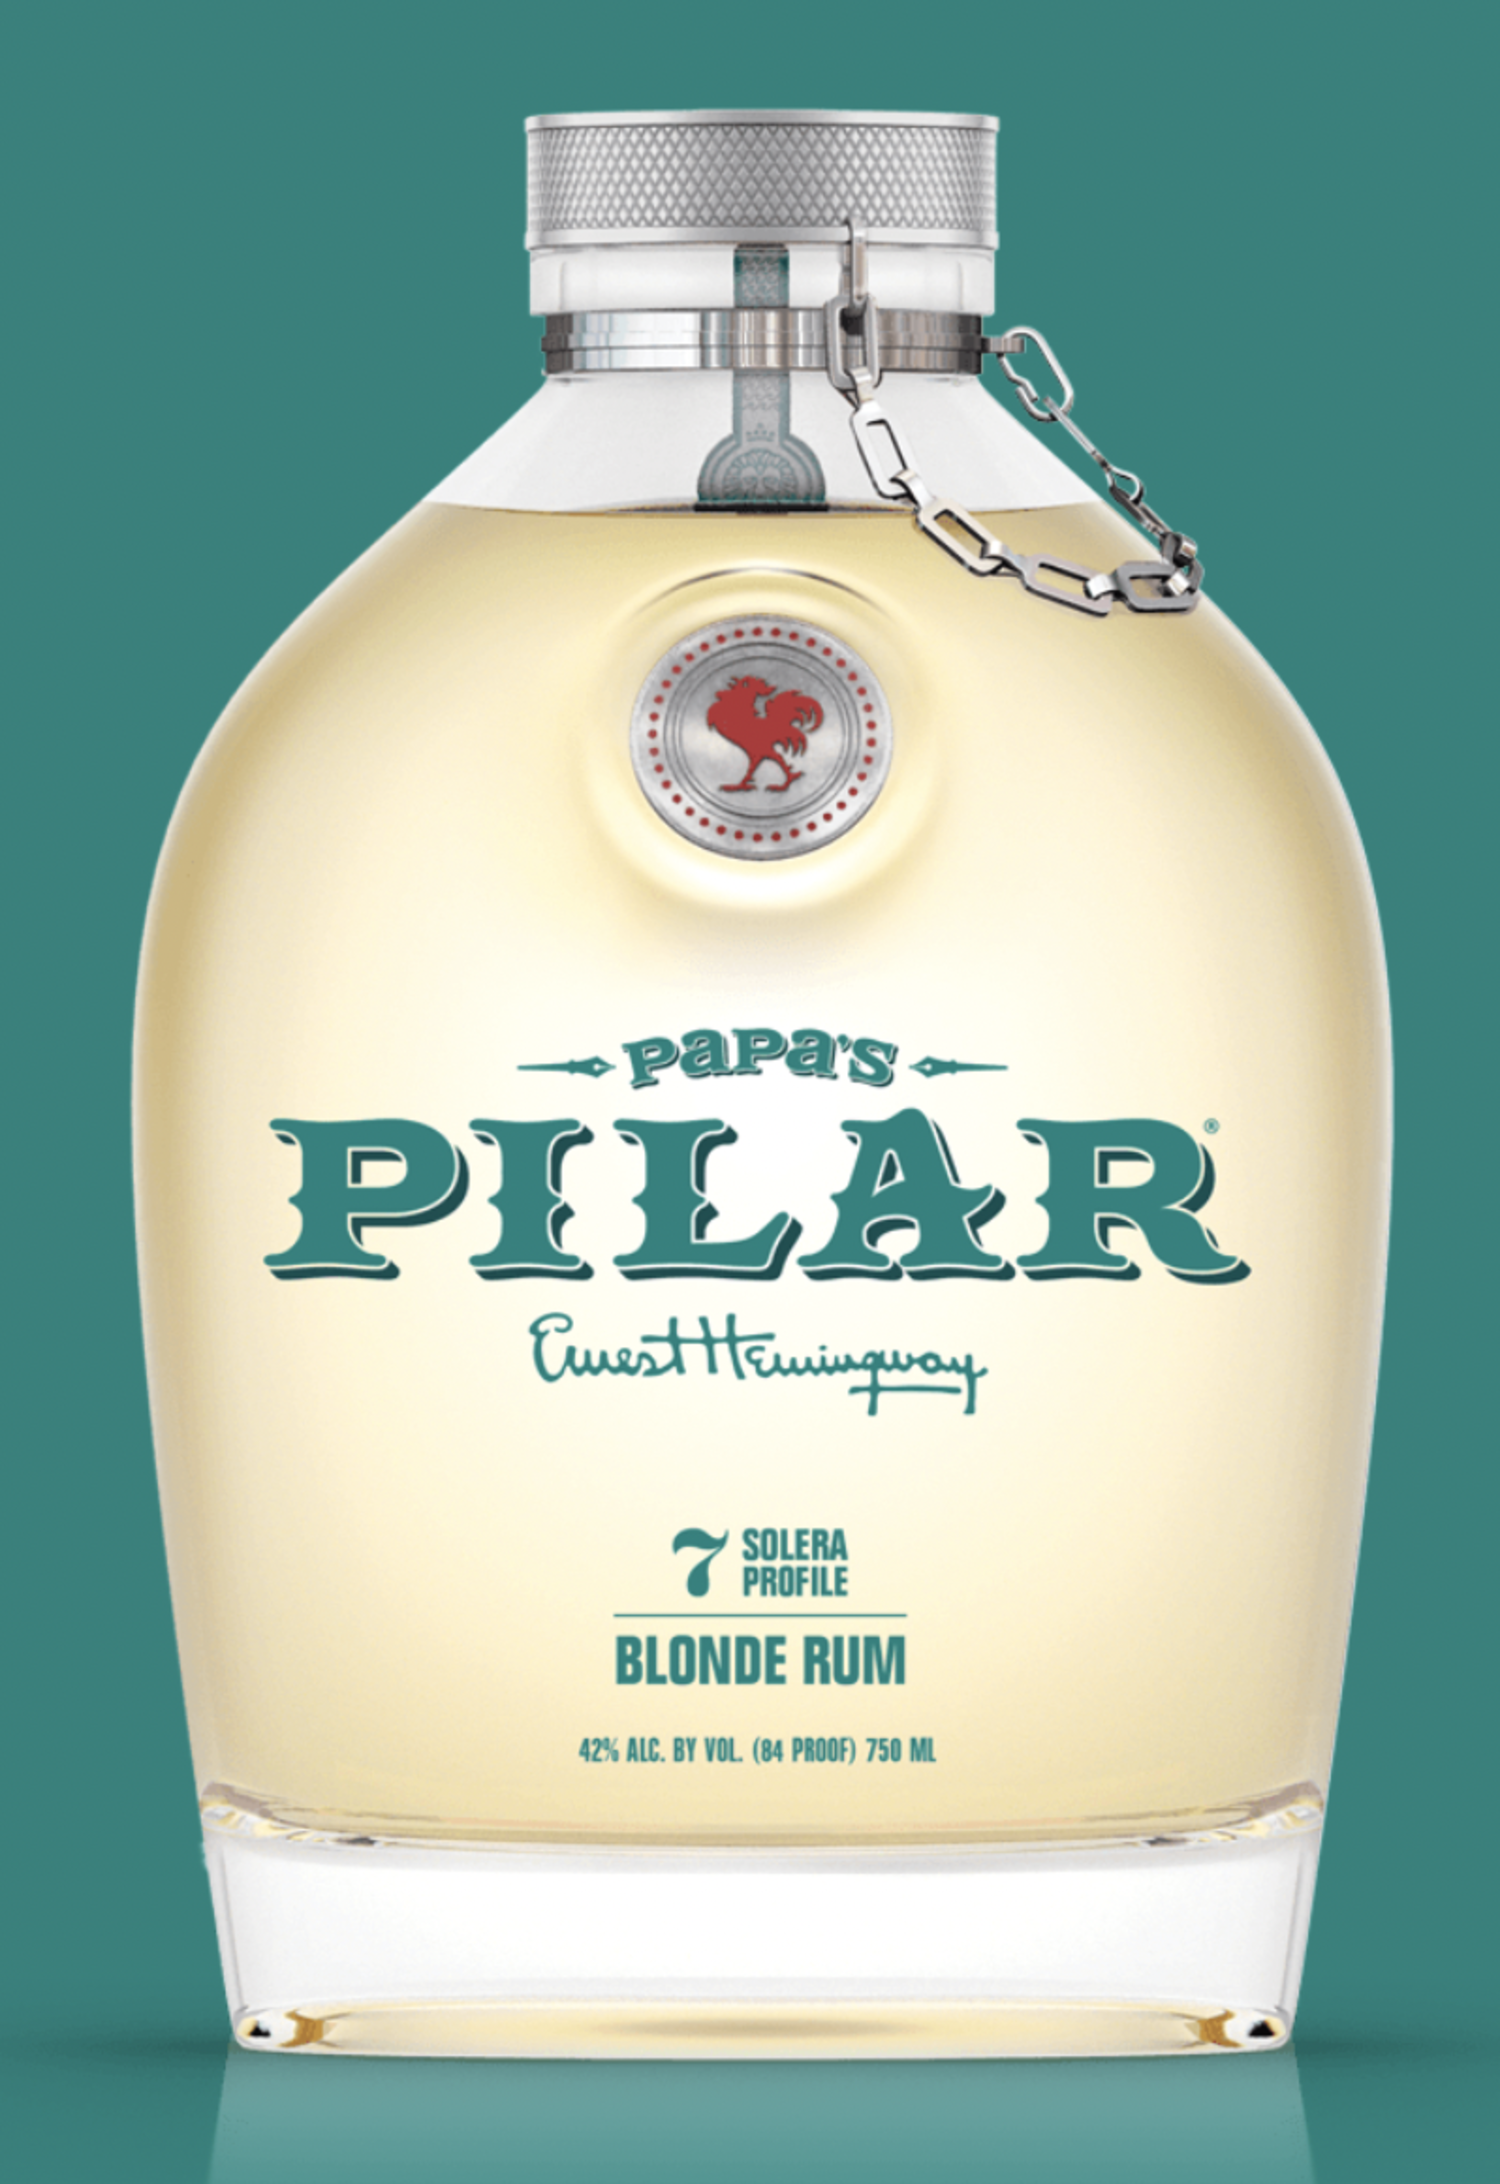 PaPa's
PILAR®
Ernest Hemingway
7 SOLERA
PROFILE
BLONDE RUM
42% ALC. BY VOL. (84 PROOF) 750 ML